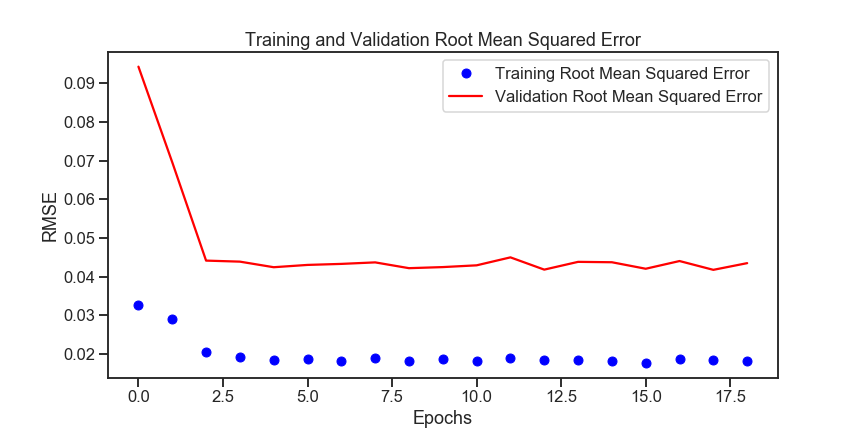 Training and Validation Root Mean Squared Error
Training Root Mean Squared Error
Validation Root Mean Squared Error
RMSE
0.09
0.08
0.07
0.06
0.05
0.04
0.03
0.02
0.0 2.5 5.0 7.5 10.0 12.5 15.0 17.5
Epochs